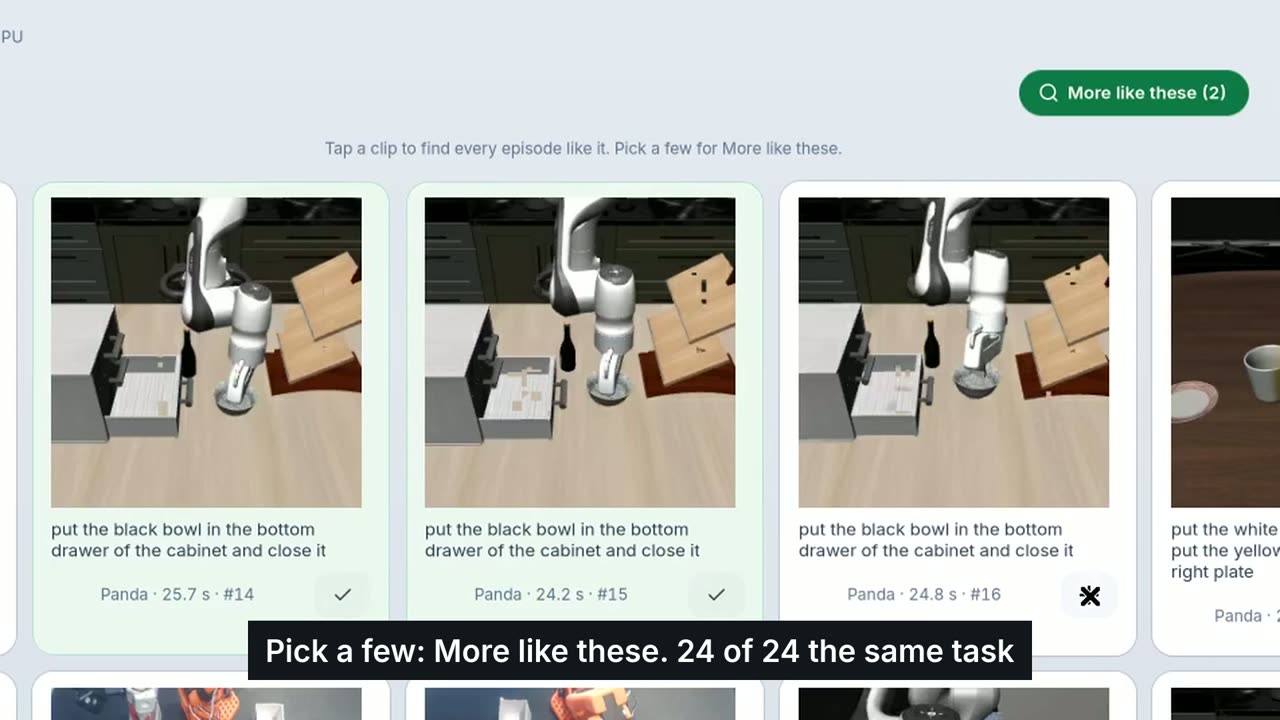 PU
More like these (2)
Tap a clip to find every episode like it. Pick a few for More like these.
put the black bowl in the bottom
drawer of the cabinet and close it
Panda · 25.7 s · #14
put the black bowl in the bottom
drawer of the cabinet and close it
Panda · 24.2 s · #15
put the black bowl in the bottom
drawer of the cabinet and close it
Panda · 24.8 s · #16
put the white
put the yellow
right plate
Panda · 2
Pick a few: More like these. 24 of 24 the same task